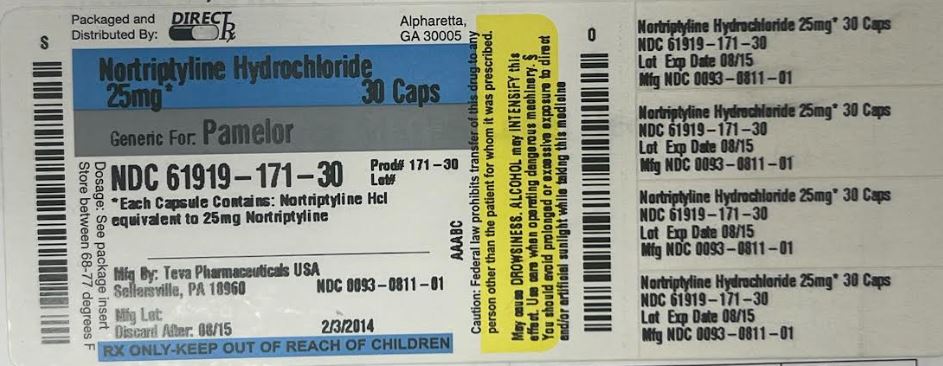 Packaged and
Distributed By:
DIRECT Rx
Alpharetta,
GA 30005
S
Nortriptyline Hydrochloride
25mg* 30 Caps
Generic For: Pamelor
NDC 61919-171-30
Prod# 171-30
Lot#
*Each Capsule Contains: Nortriptyline Hcl
equivalent to 25mg Nortriptyline
AAABC
Mfg By: Teva Pharmaceuticals USA
Sellersville, PA 18960 NDC 0093-0811-01
Mfg Lot:
Discard After: 08/15 2/3/2014
RX ONLY-KEEP OUT OF REACH OF CHILDREN
Dosage: See package insert
Store between 68-77 degrees F
Caution: Federal law prohibits transfer of this drug to any
person other than the patient for whom it was prescribed.
May cause DROWSINESS. ALCOHOL may INTENSIFY this
effect. Use care when operating dangerous machinery. §
You should avoid prolonged or excessive exposure to direct
and/or artificial sunlight while taking this medicine
0
Nortriptyline Hydrochloride 25mg* 30 Caps
NDC 61919-171-30
Lot Exp Date 08/15
Mfg NDC 0093-0811-01
Nortriptyline Hydrochloride 25mg* 30 Caps
NDC 61919-171-30
Lot Exp Date 08/15
Mfg NDC 0093-0811-01
Nortriptyline Hydrochloride 25mg* 30 Caps
NDC 61919-171-30
Lot Exp Date 08/15
Mfg NDC 0093-0811-01
Nortriptyline Hydrochloride 25mg* 30 Caps
NDC 61919-171-30
Lot Exp Date 08/15
Mfg NDC 0093-0811-01